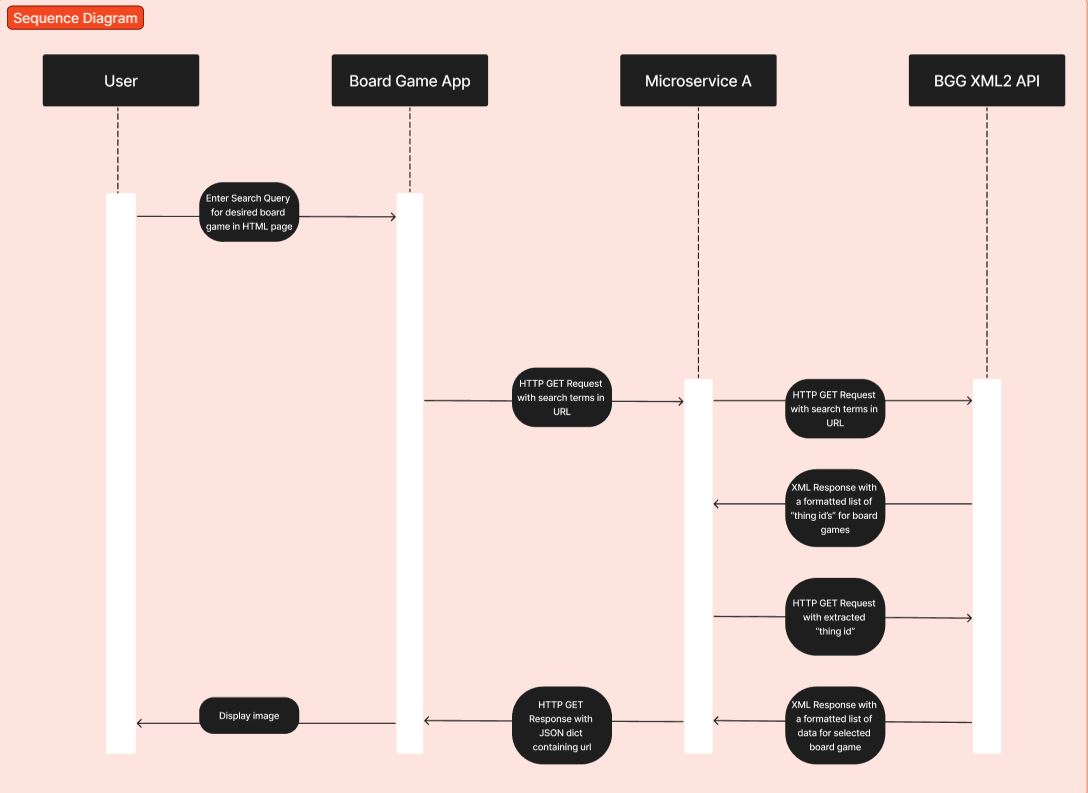 Sequence Diagram
User
Board Game App
Microservice A
BGG XML2 API
Enter Search Query
for desired board
game in HTML page
HTTP GET Request
with search terms in
URL
HTTP GET Request
with search terms in
URL
XML Response with
a formatted list of
"thing id's" for board
games
HTTP GET Request
with extracted
"thing id"
Display image
HTTP GET
Response with
JSON dict
containing url
XML Response with
a formatted list of
data for selected
board game